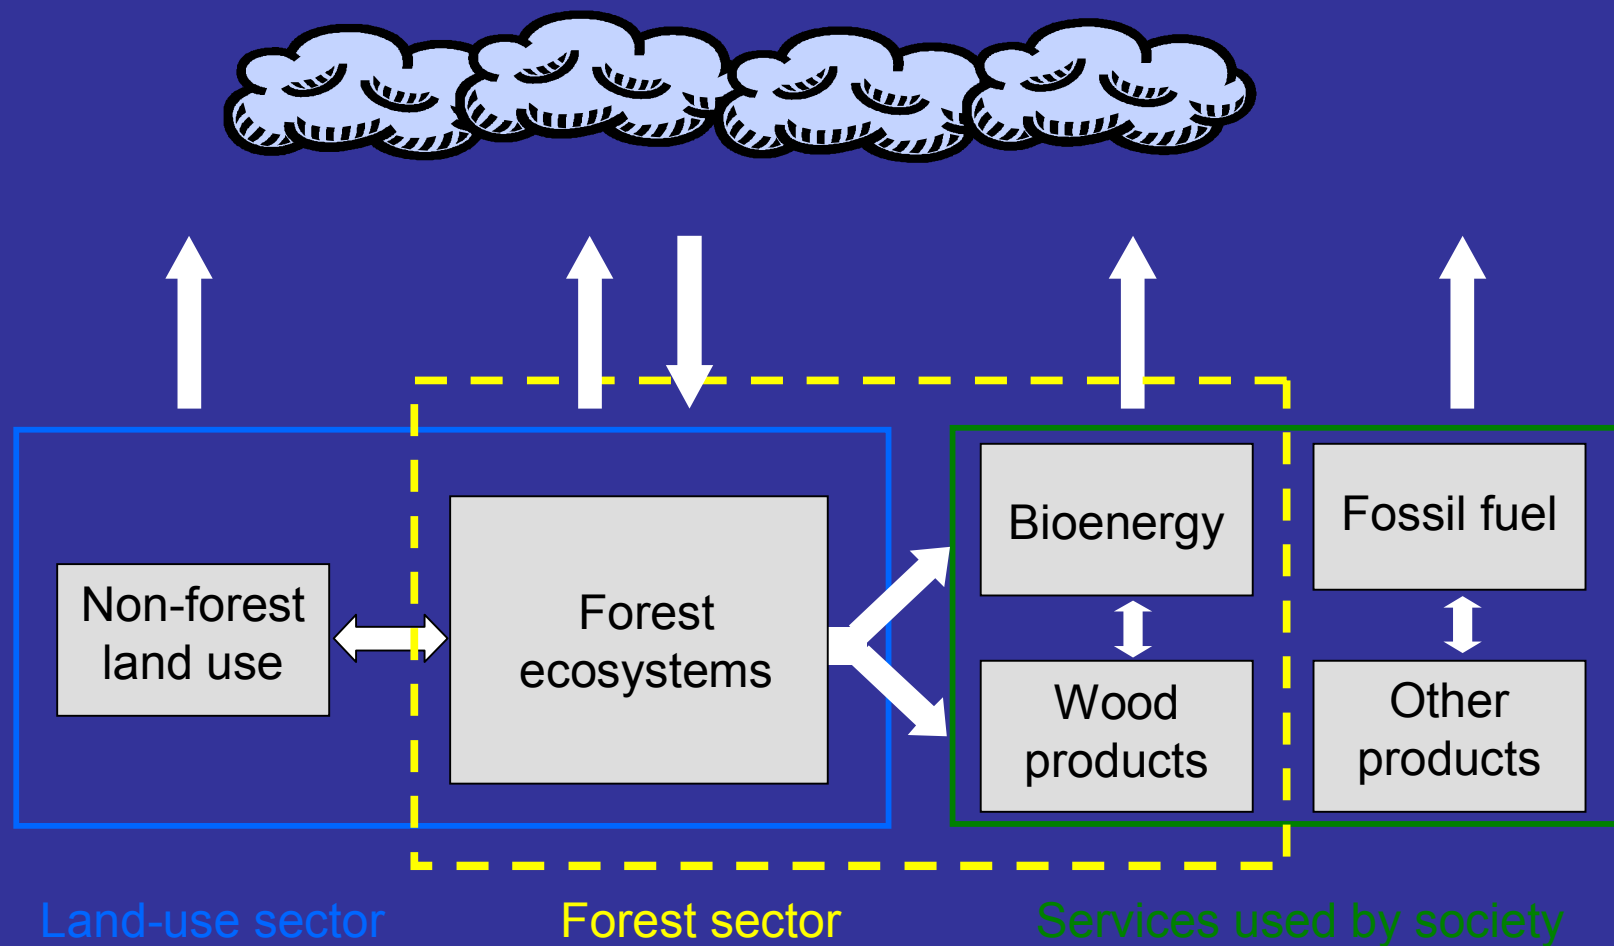 Non-forest
land use
Forest
ecosystems
Bioenergy
Fossil fuel
Wood
products
Other
products
Land-use sector
Forest sector
Services used by society